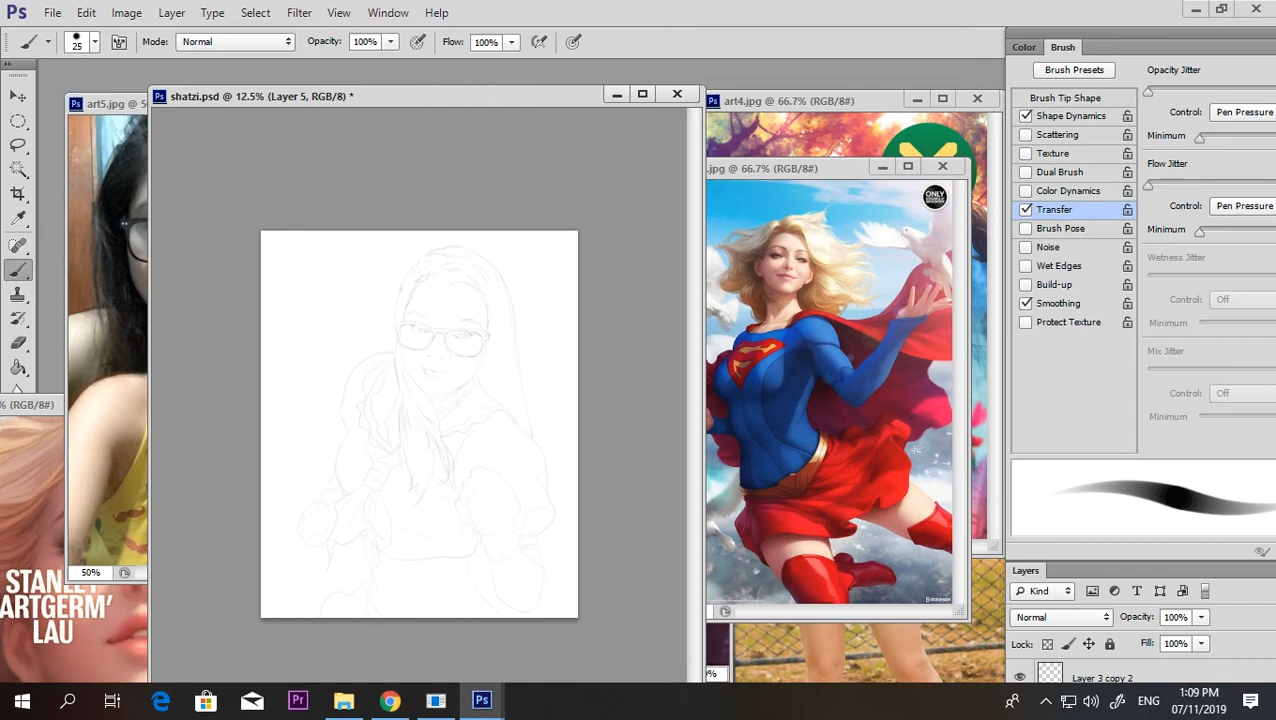 Ps File Edit Image Layer Type Select Filter 3D View Window Help
25 Mode: Normal Opacity: 100% Flow: 100%
Color Brush
Brush Presets
Opacity Jitter
Brush Tip Shape
Control: Pen Pressure
Shape Dynamics
Minimum
Scattering
Texture
Flow Jitter
Dual Brush
Color Dynamics
Control: Pen Pressure
Transfer
Minimum
Brush Pose
Noise
Wetness Jitter
Wet Edges
Build-up
Control: Off
Smoothing
Minimum
Protect Texture
Mix Jitter
Control: Off
Minimum
Ps art5.jpg @ 5
Ps shatzi.psd @ 12.5% (Layer 5, RGB/8) *
Ps art4.jpg @ 66.7% (RGB/8#)
.jpg @ 66.7% (RGB/8#)
ONLY
% (RGB/8#)
50%
STANLEY
ARTGERM'
LAU
Layers
Kind
Normal Opacity: 100%
Lock: Fill: 100%
Layer 3 copy 2
Pr Ps
ENG
1:09 PM
07/11/2019